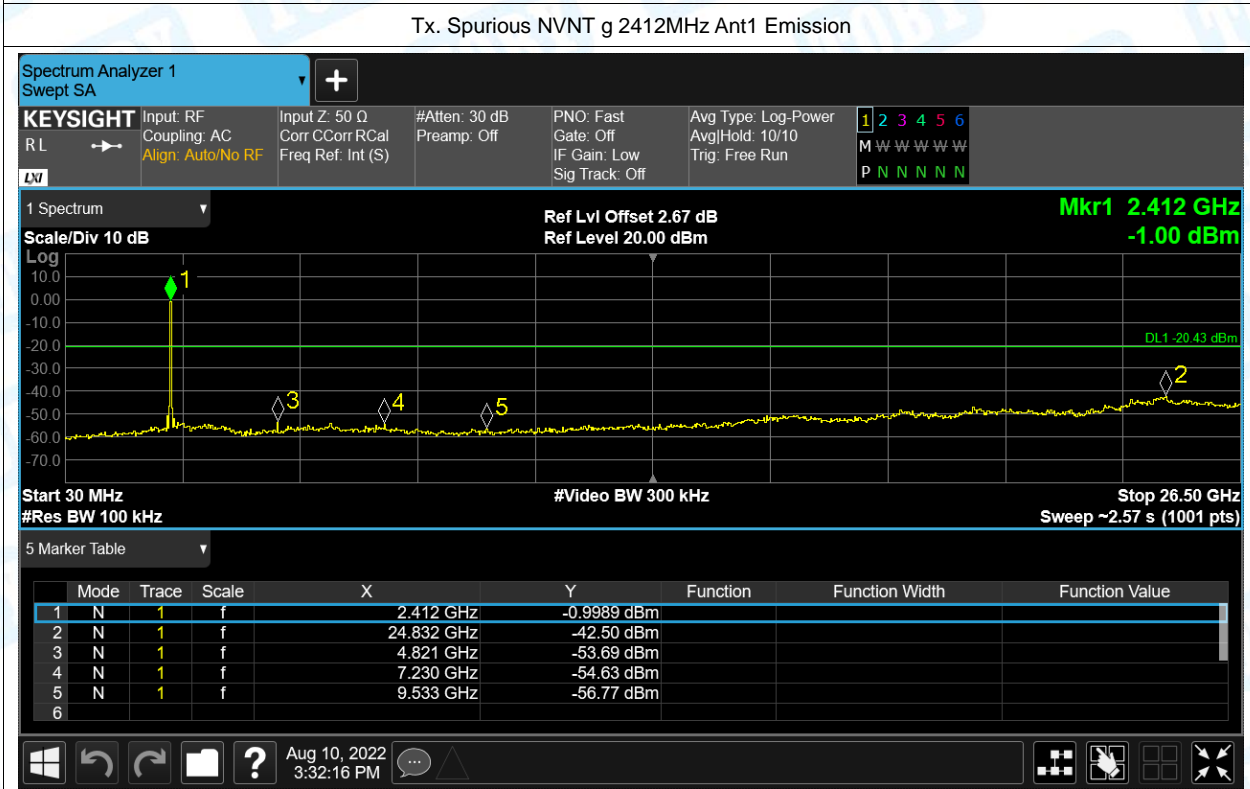 Tx. Spurious NVNT g 2412MHz Ant1 Emission
Spectrum Analyzer 1
Swept SA
+
KEYSIGHT
RL
LXI
Input: RF
Coupling: AC
Align: Auto/No RF
Input Z: 50 Ω
Corr CCorr RCal
Freq Ref: Int (S)
#Atten: 30 dB
Preamp: Off
PNO: Fast
Gate: Off
IF Gain: Low
Sig Track: Off
Avg Type: Log-Power
Avg|Hold: 10/10
Trig: Free Run
1 2 3 4 5 6
M W W W W W W
P N N N N N
1 Spectrum
Scale/Div 10 dB
Ref Lvl Offset 2.67 dB
Ref Level 20.00 dBm
Mkr1 2.412 GHz
-1.00 dBm
Log
10.0
0.00
-10.0
-20.0
-30.0
-40.0
-50.0
-60.0
-70.0
1
DL1 -20.43 dBm
2
3
4
5
Start 30 MHz
#Video BW 300 kHz
Stop 26.50 GHz
#Res BW 100 kHz
Sweep ~2.57 s (1001 pts)
5 Marker Table
Mode Trace Scale X Y Function Function Width Function Value
1 N 1 f 2.412 GHz -0.9989 dBm
2 N 1 f 24.832 GHz -42.50 dBm
3 N 1 f 4.821 GHz -53.69 dBm
4 N 1 f 7.230 GHz -54.63 dBm
5 N 1 f 9.533 GHz -56.77 dBm
6
?
Aug 10, 2022
3:32:16 PM